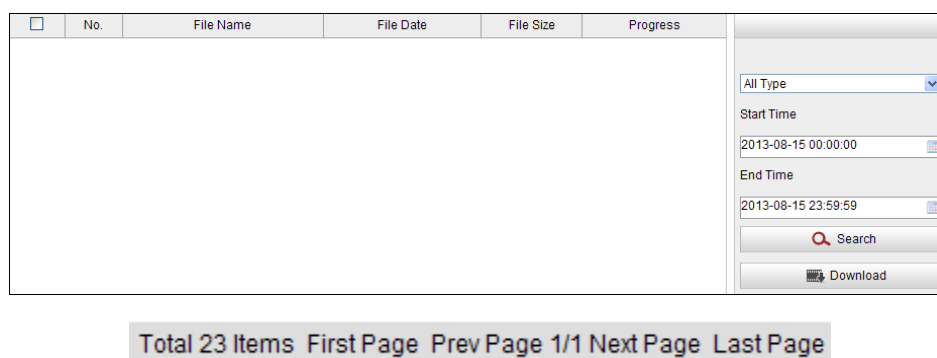 No. File Name File Date File Size Progress
All Type
Start Time
2013-08-15 00:00:00
End Time
2013-08-15 23:59:59
Search
Download
Total 23 Items First Page Prev Page 1/1 Next Page Last Page